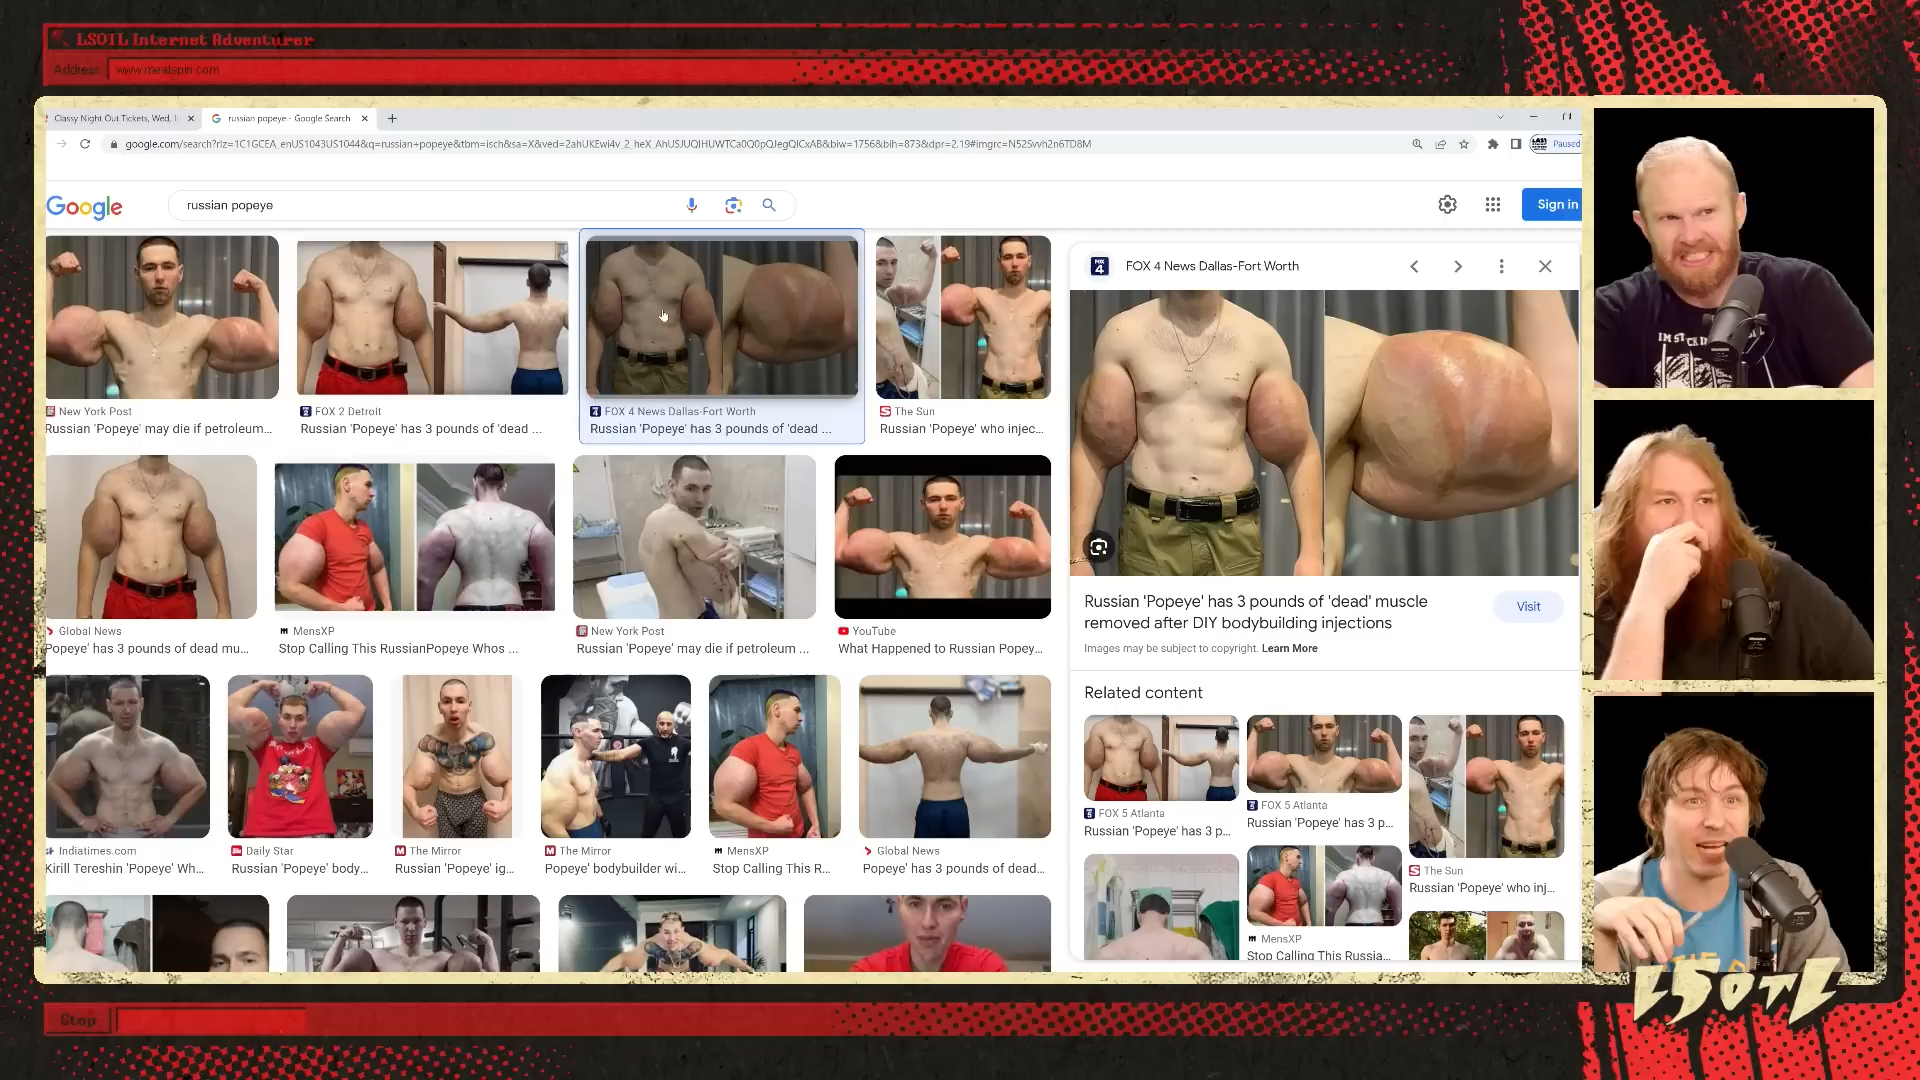 LSOTL Internet Adventurer
Address www.meatspin.com
Classy Night Out Tickets, Wed, J
russian popeye - Google Search
google.com/search?rlz=1C1GCEA_enUS1043US1044&q=russian+popeye&tbm=isch&sa=X&ved=2ahUKEwi4v_2_heX_AhUSJUQIHUWTCa0Q0pQJegQICxAB&biw=1756&bih=873&dpr=2.19#imgrc=N52Svvh2n6TD8M
Paused
Google
russian popeye
Sign in
New York Post
Russian 'Popeye' may die if petroleum...
FOX 2 Detroit
Russian 'Popeye' has 3 pounds of 'dead ...
FOX 4 News Dallas-Fort Worth
Russian 'Popeye' has 3 pounds of 'dead ...
The Sun
Russian 'Popeye' who injec...
FOX 4
FOX 4 News Dallas-Fort Worth
Global News
Popeye' has 3 pounds of dead mu...
MensXP
Stop Calling This RussianPopeye Whos ...
New York Post
Russian 'Popeye' may die if petroleum ...
YouTube
What Happened to Russian Popey...
Russian 'Popeye' has 3 pounds of 'dead' muscle
removed after DIY bodybuilding injections
Visit
Images may be subject to copyright. Learn More
Related content
Indiatimes.com
Kirill Tereshin 'Popeye' Wh...
Daily Star
Russian 'Popeye' body...
The Mirror
Russian 'Popeye' ig...
The Mirror
Popeye' bodybuilder wi...
MensXP
Stop Calling This R...
Global News
Popeye' has 3 pounds of dead...
FOX 5 Atlanta
Russian 'Popeye' has 3 p...
FOX 5 Atlanta
Russian 'Popeye' has 3 p...
The Sun
Russian 'Popeye' who inj...
MensXP
Stop Calling This Russia...
LSOTL
Stop